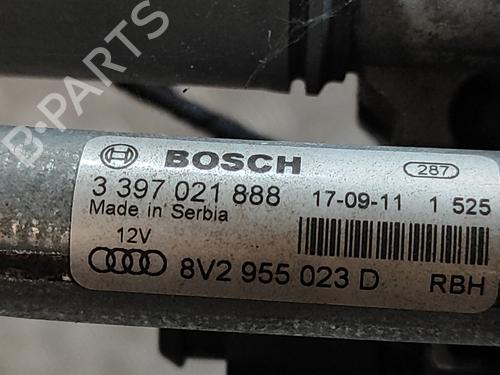 B-PARTS
BOSCH 287
3 397 021 888 17-09-11 1 525
Made in Serbia
12V
8V2 955 023 D RBH